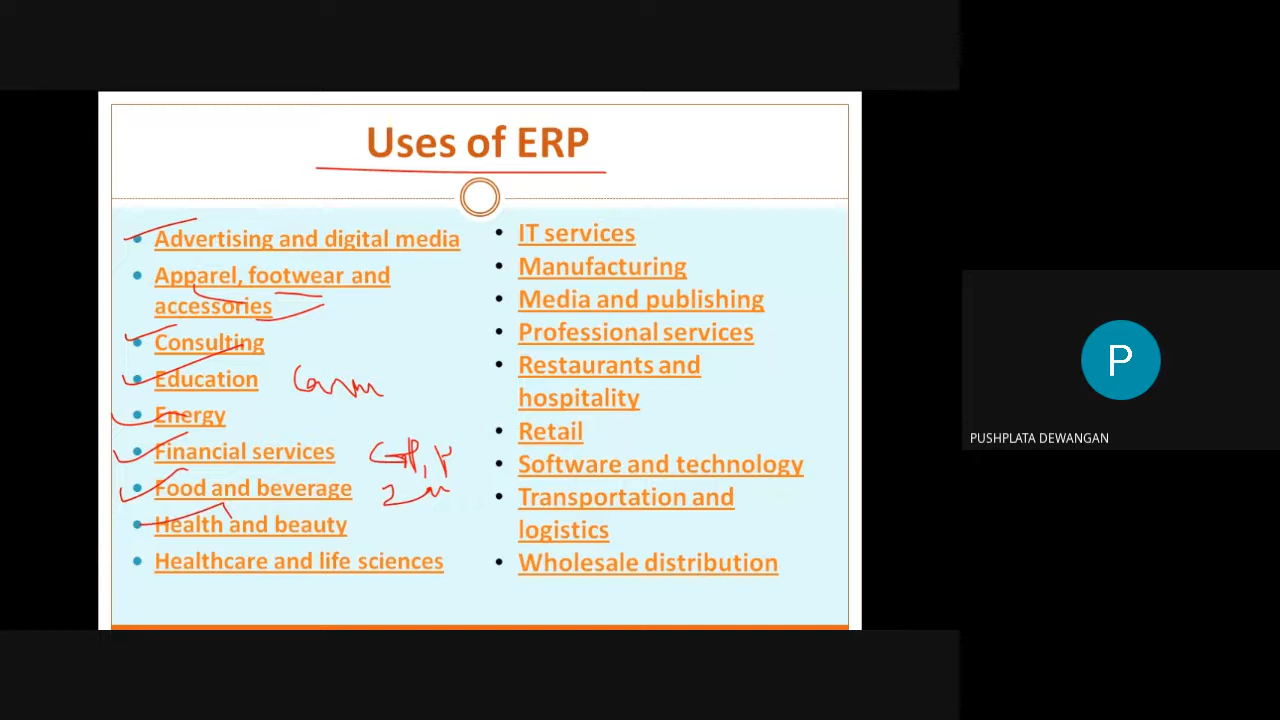 Uses of ERP
Advertising and digital media
Apparel, footwear and
accessories
Consulting
Education
Energy
Financial services
Food and beverage
Health and beauty
Healthcare and life sciences
IT services
Manufacturing
Media and publishing
Professional services
Restaurants and
hospitality
Retail
Software and technology
Transportation and
logistics
Wholesale distribution
P
PUSHPLATA DEWANGAN